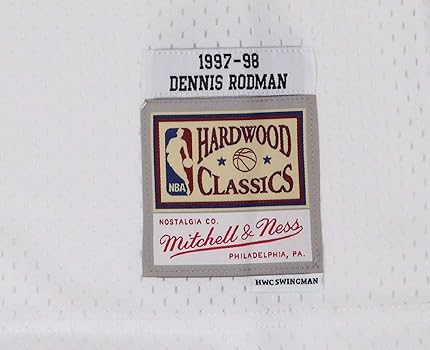 1997-98
DENNIS RODMAN
HARDWOOD
NBA
CLASSICS
NOSTALGIA CO.
Mitchell & Ness
PHILADELPHIA, PA.
HWC SWINGMAN